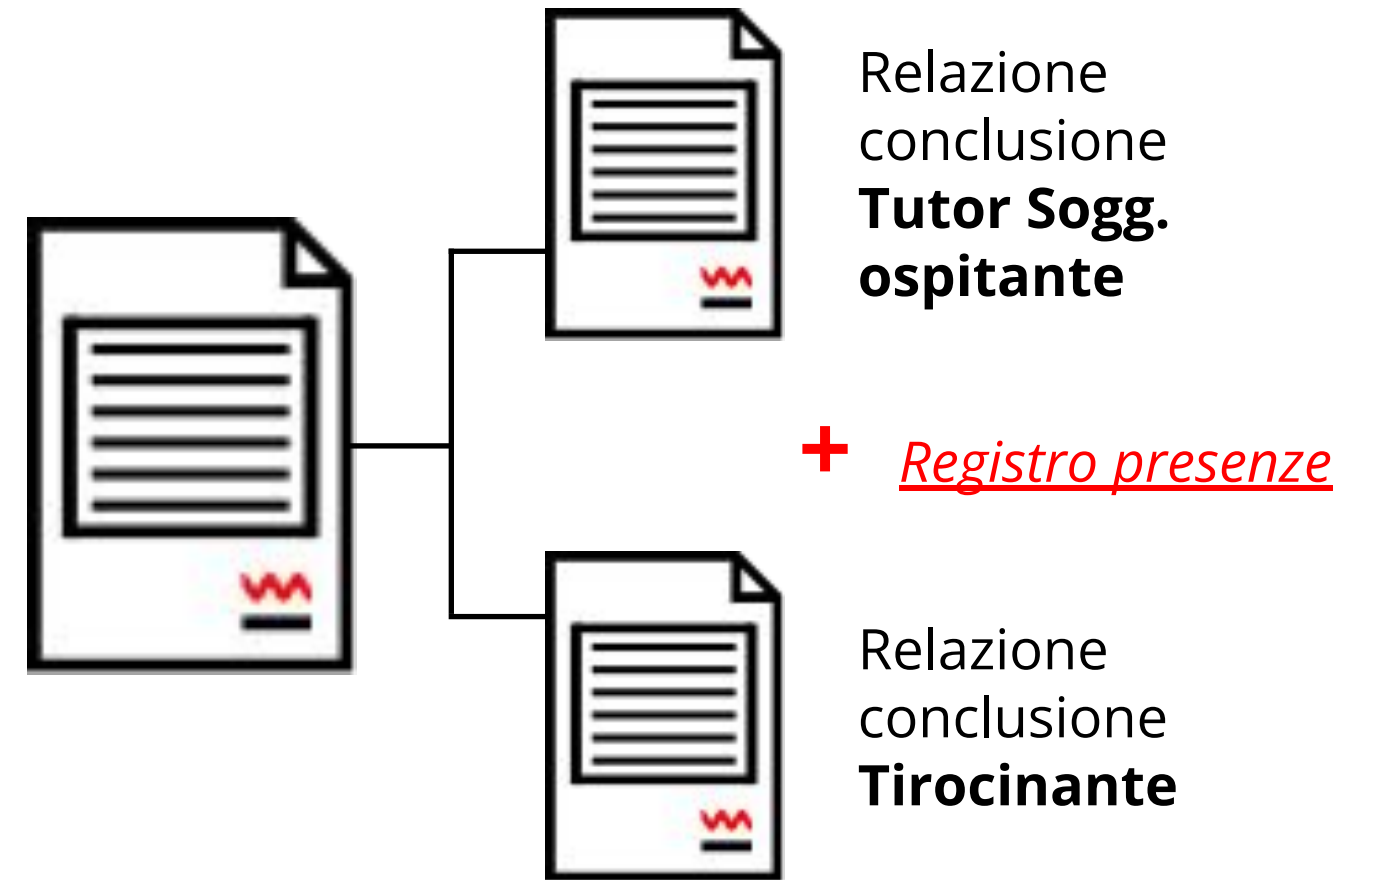 Relazione
conclusione
Tutor Sogg.
ospitante
+ Registro presenze
Relazione
conclusione
Tirocinante